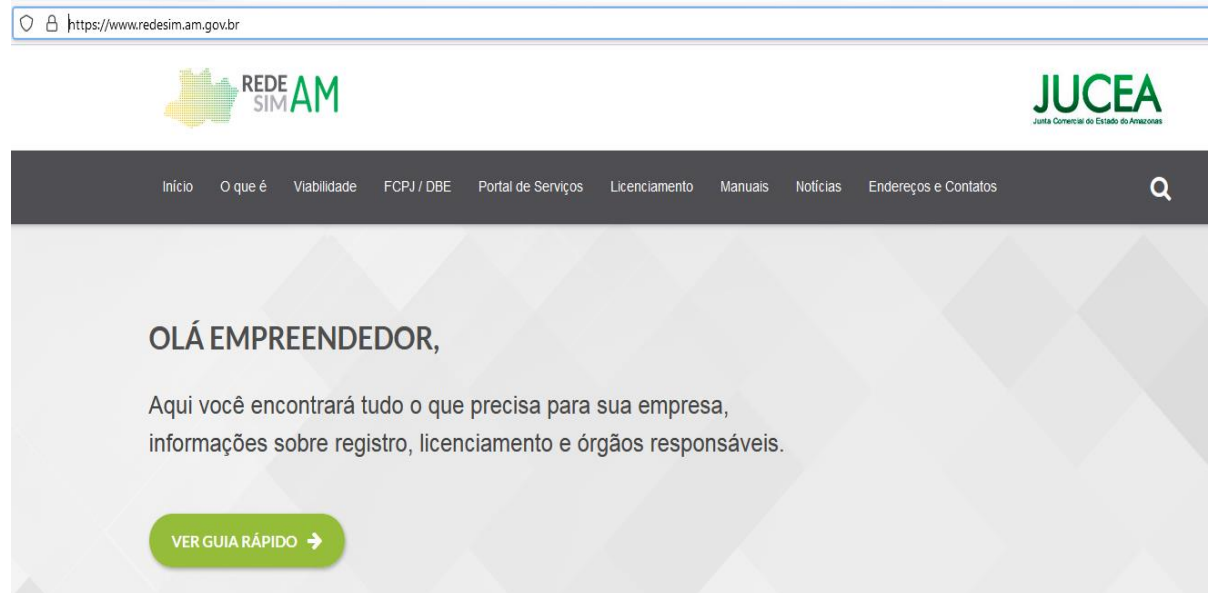 https://www.redesim.am.gov.br
REDE SIM AM
JUCEA
Junta Comercial do Estado do Amazonas
Início O que é Viabilidade FCPJ / DBE Portal de Serviços Licenciamento Manuais Notícias Endereços e Contatos
OLÁ EMPREENDEDOR,
Aqui você encontrará tudo o que precisa para sua empresa,
informações sobre registro, licenciamento e órgãos responsáveis.
VER GUIA RÁPIDO